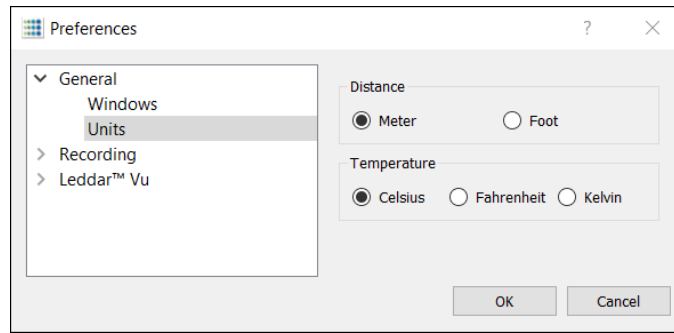 Preferences
General
Windows
Units
Recording
Leddar™ Vu
Distance
Meter Foot
Temperature
Celsius Fahrenheit Kelvin
OK Cancel